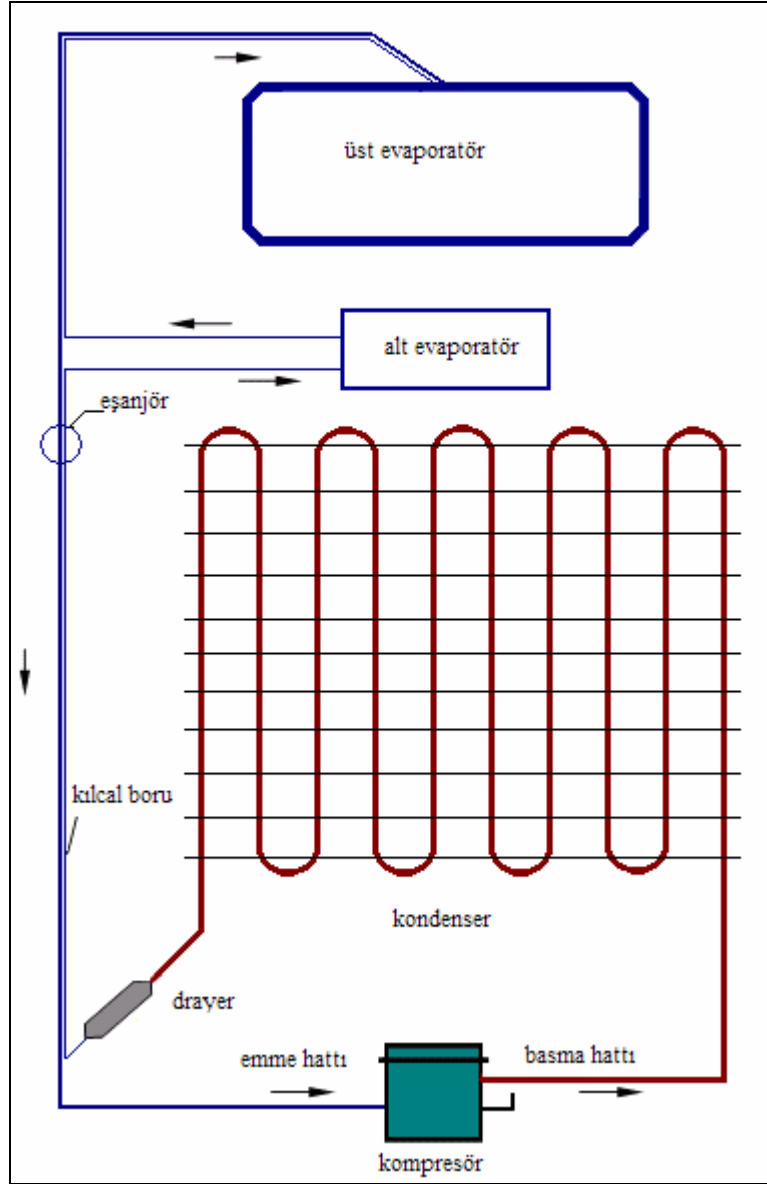 üst evaporatör
alt evaporatör
eşanjör
kılcal boru
kondenser
drayer
emme hattı
basma hattı
kompresör